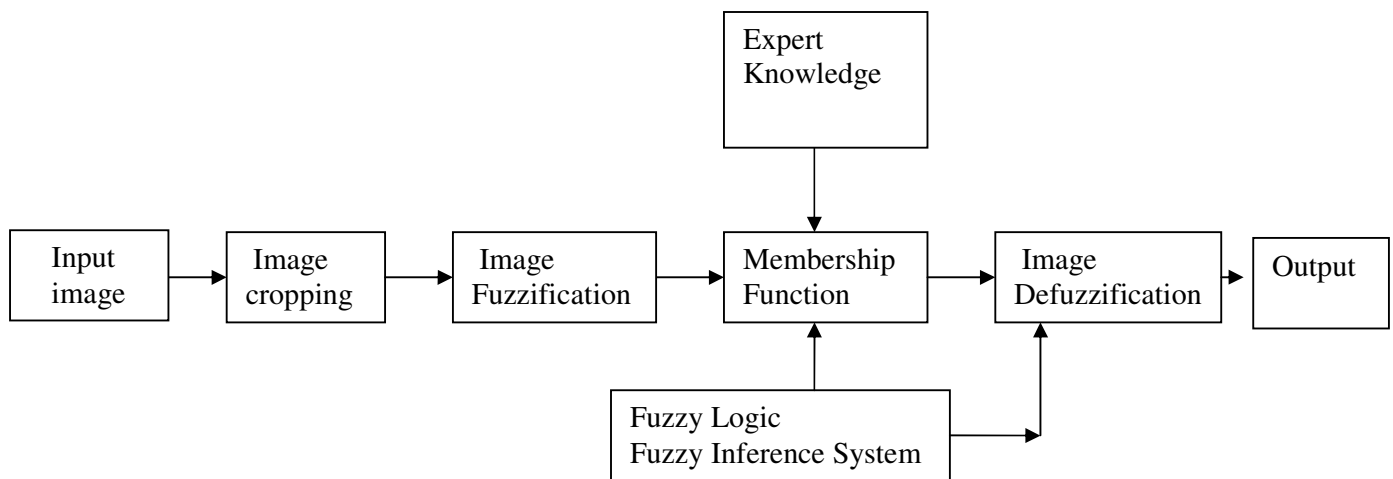 Expert
Knowledge
Input
image
Image
cropping
Image
Fuzzification
Membership
Function
Image
Defuzzification
Output
Fuzzy Logic
Fuzzy Inference System